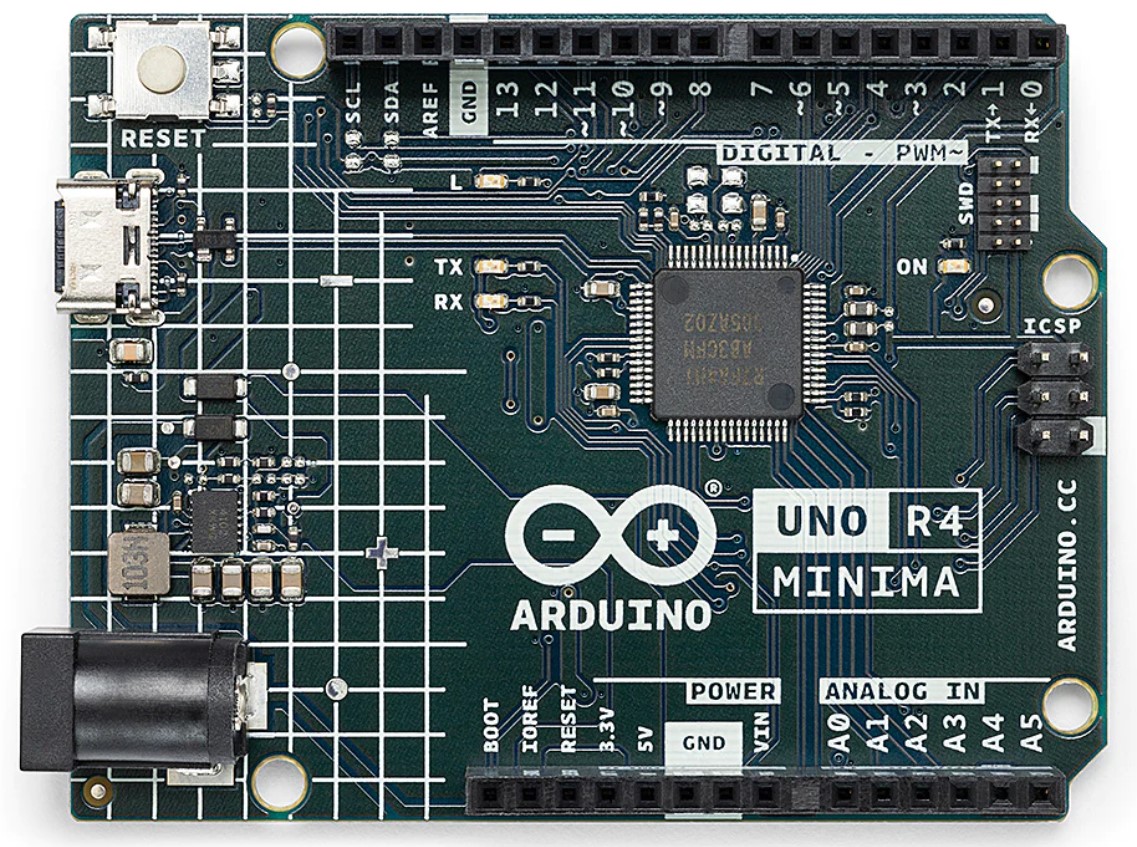 RESET
SCL
SDA
AREF
GND
13
12
~11
~10
~9
8
7
~6
~5
4
~3
2
TX→1
RX←0
DIGITAL - PWM~
L
TX
RX
SWD
ON
ICSP
AB3CFM
103M
®
ARDUINO
UNO R4
MINIMA
ARDUINO.CC
POWER
ANALOG IN
BOOT
IOREF
RESET
3.3V
5V
GND
VIN
A0
A1
A2
A3
A4
A5